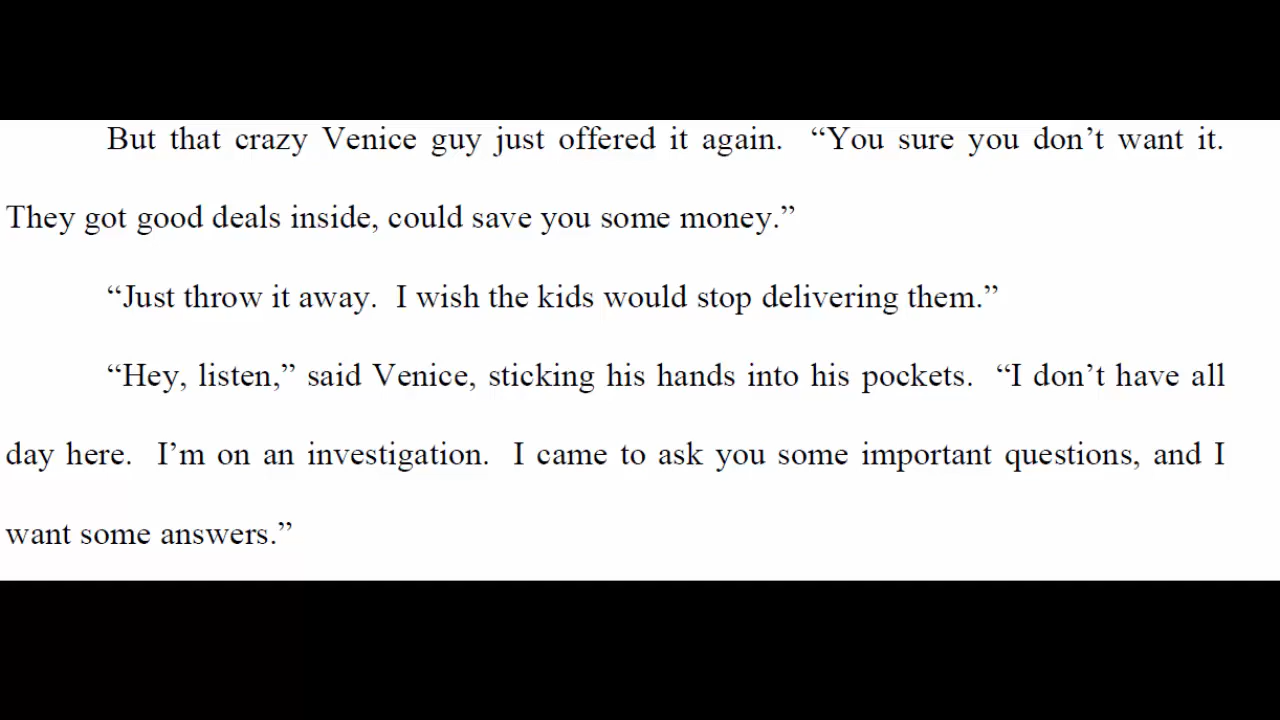 But that crazy Venice guy just offered it again.  “You sure you don’t want it.
They got good deals inside, could save you some money.”
“Just throw it away.  I wish the kids would stop delivering them.”
“Hey, listen,” said Venice, sticking his hands into his pockets.  “I don’t have all
day here.  I’m on an investigation.  I came to ask you some important questions, and I
want some answers.”